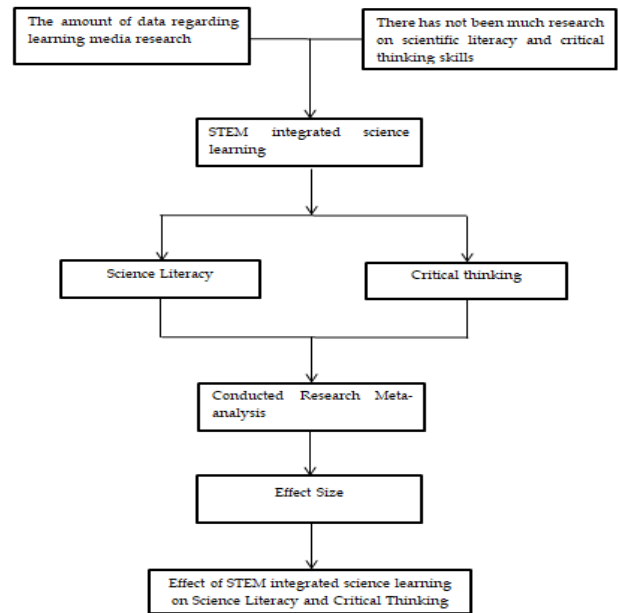 The amount of data regarding
learning media research
There has not been much research
on scientific literacy and critical
thinking skills
STEM integrated science
learning
Science Literacy
Critical thinking
Conducted Research Meta-
analysis
Effect Size
Effect of STEM integrated science learning
on Science Literacy and Critical Thinking